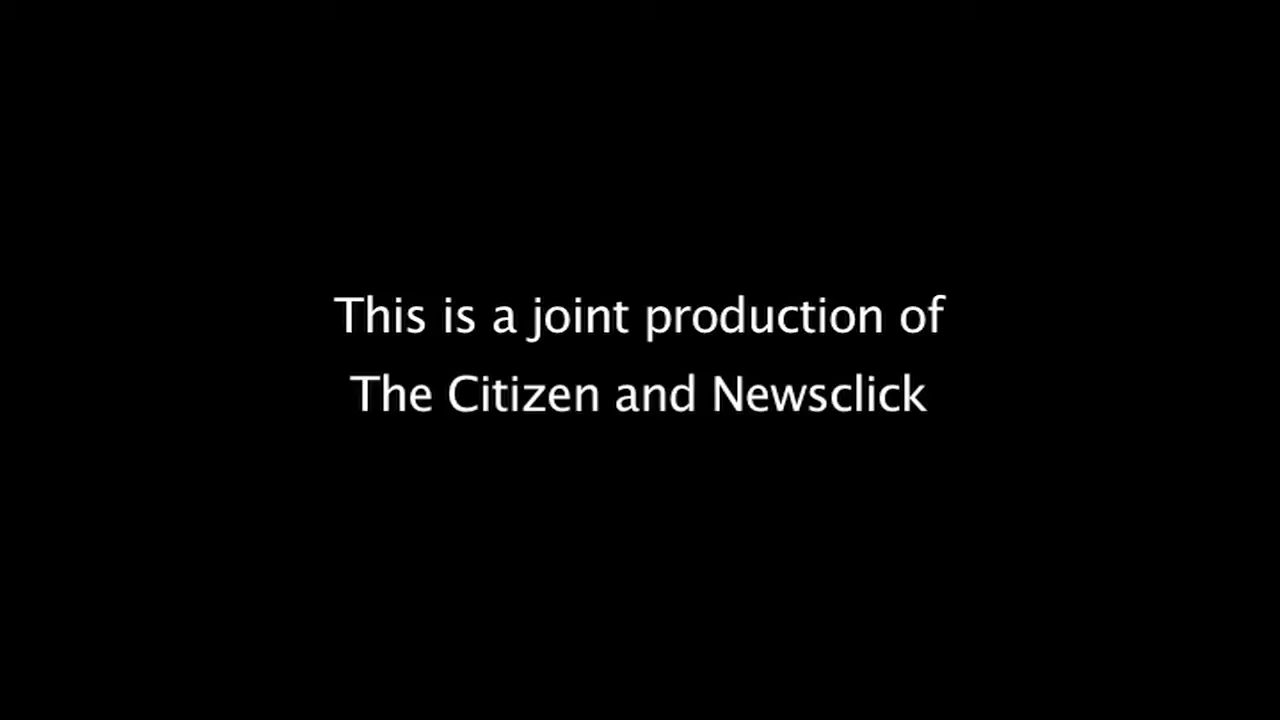 This is a joint production of
The Citizen and Newsclick